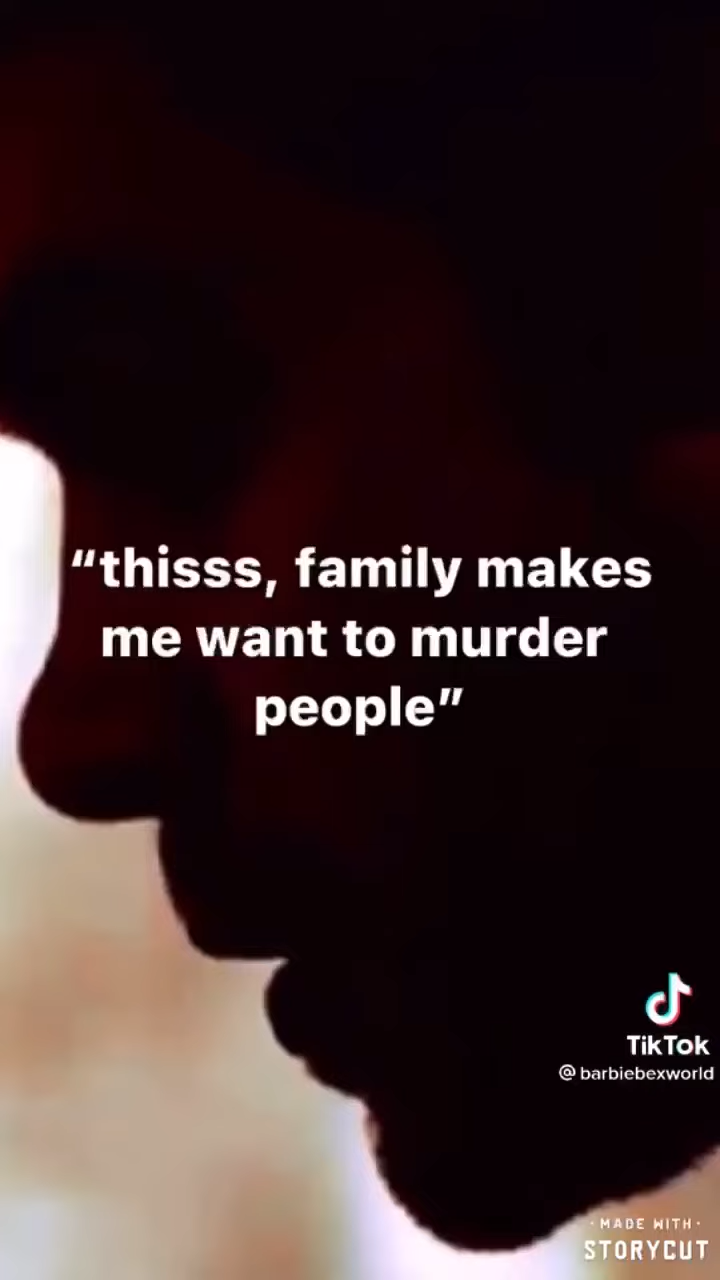 “thisss, family makes
me want to murder
people”
TikTok
@barbiebexworld
· MADE WITH ·
STORYCUT